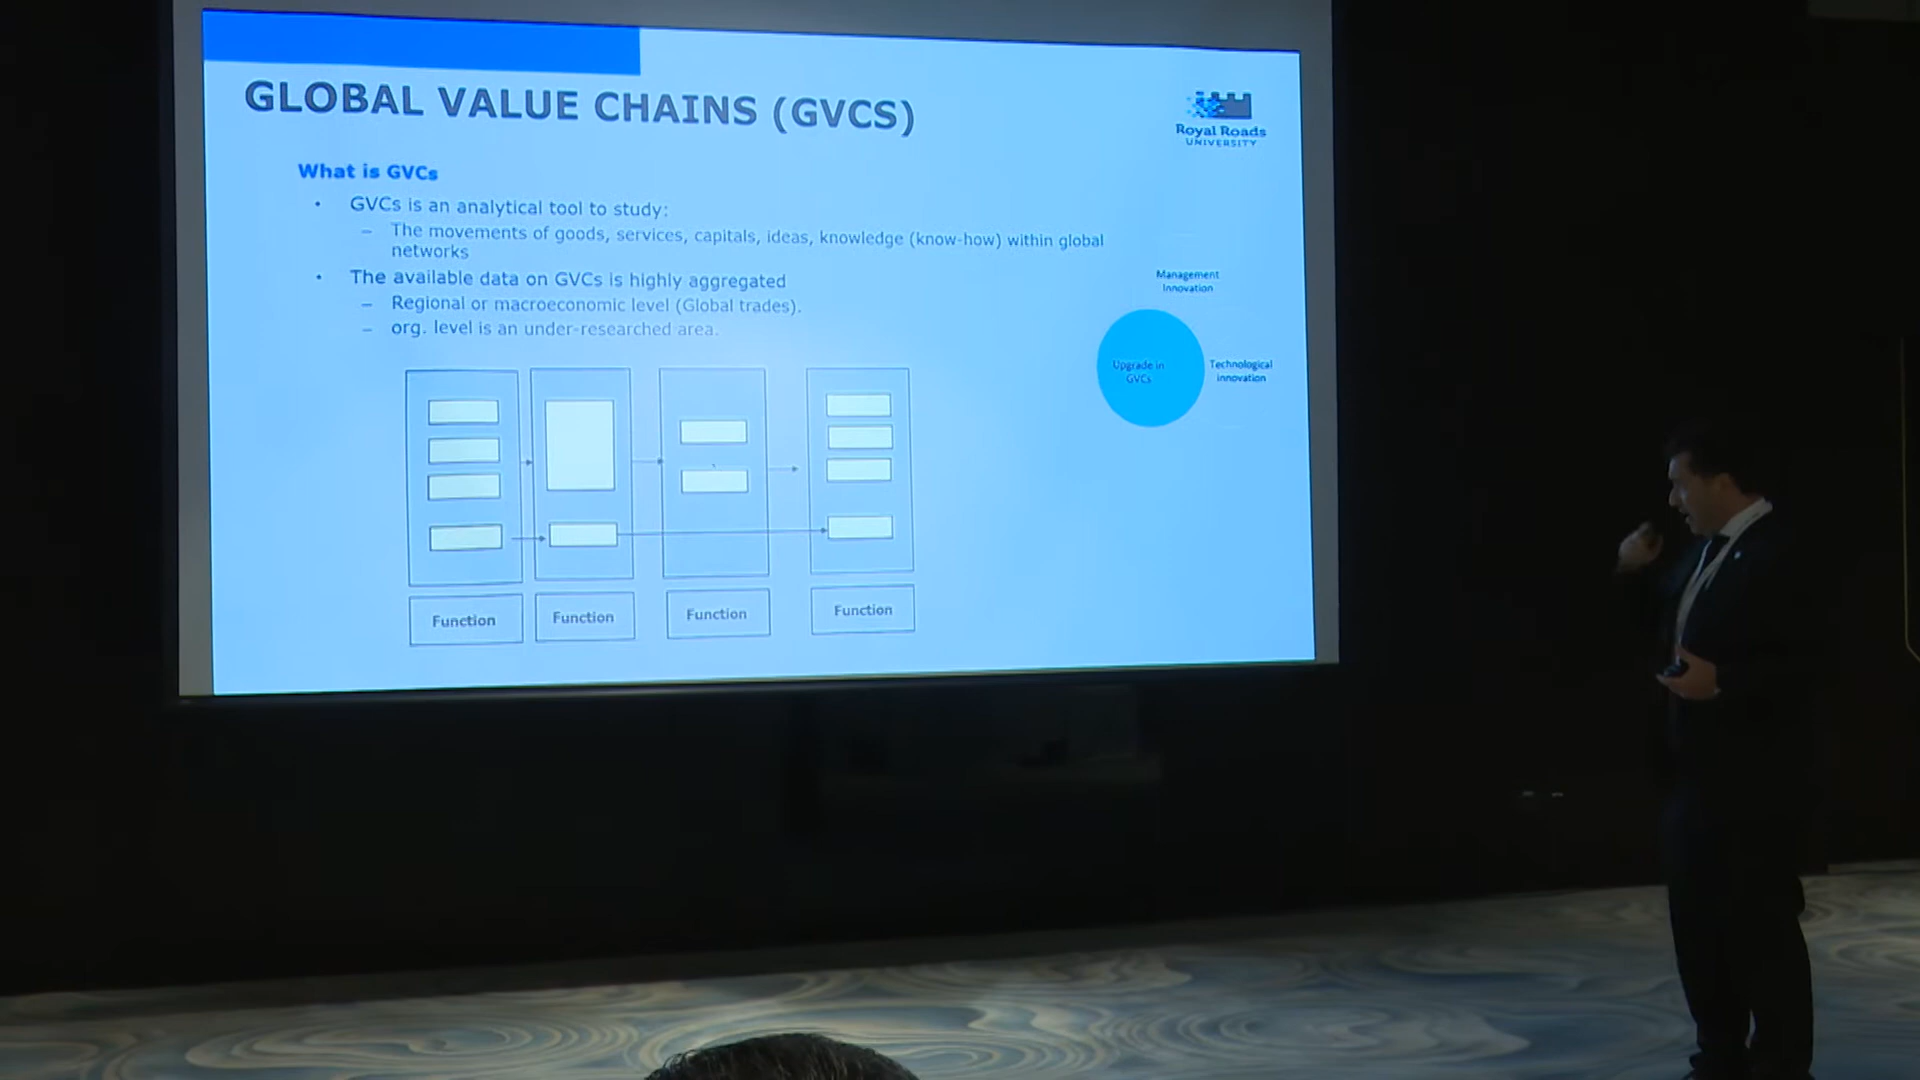 GLOBAL VALUE CHAINS (GVCS)
Royal Roads
UNIVERSITY
What is GVCs
• GVCs is an analytical tool to study:
– The movements of goods, services, capitals, ideas, knowledge (know-how) within global
networks
• The available data on GVCs is highly aggregated
– Regional or macroeconomic level (Global trades).
– org. level is an under-researched area.
Management
Innovation
Upgrade in
GVCs
Technological
innovation
Function
Function
Function
Function